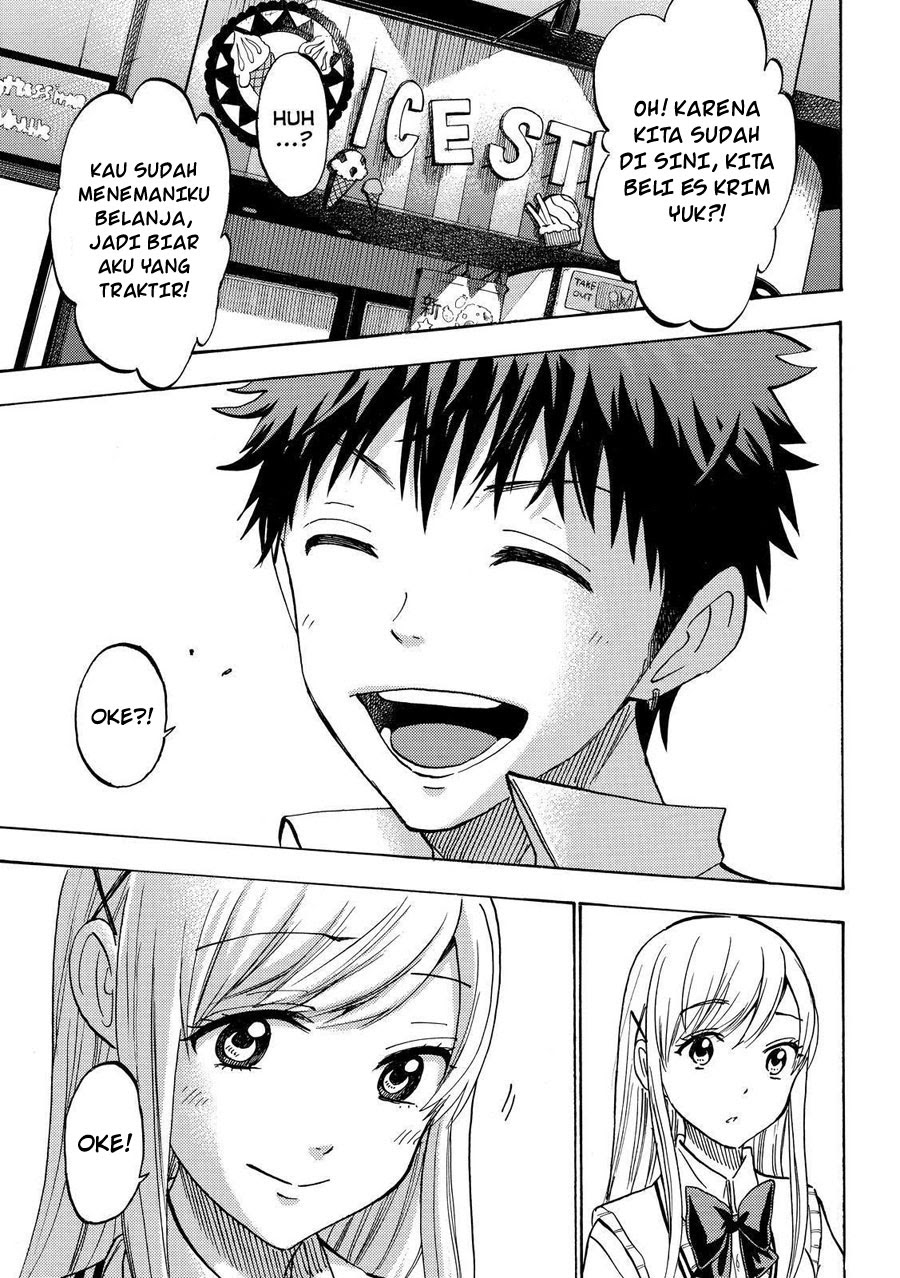 OH! KARENA
KITA SUDAH
DI SINI, KITA
BELI ES KRIM
YUK?!
HUH
...?
KAU SUDAH
MENEMANIKU
BELANJA,
JADI BIAR
AKU YANG
TRAKTIR!
ICE ST
TAKE
OUT
新
OKE?!
OKE!